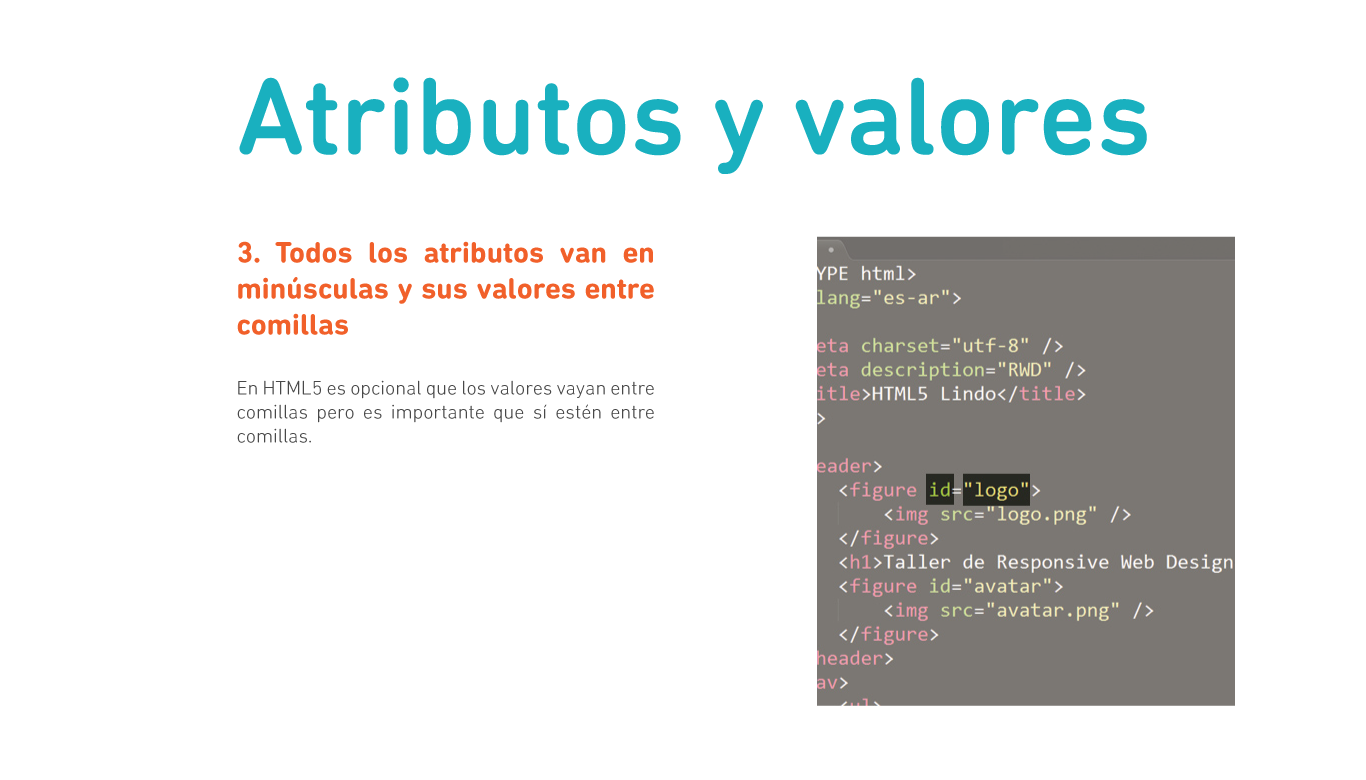 Atributos y valores
3. Todos los atributos van en
minúsculas y sus valores entre
comillas
En HTML5 es opcional que los valores vayan entre
comillas pero es importante que sí estén entre
comillas.
YPE html>
lang="es-ar">
eta charset="utf-8" />
eta description="RWD" />
itle>HTML5 Lindo</title>
>
eader>
<figure id="logo">
<img src="logo.png" />
</figure>
<h1>Taller de Responsive Web Design
<figure id="avatar">
<img src="avatar.png" />
</figure>
header>
av>
<ul>